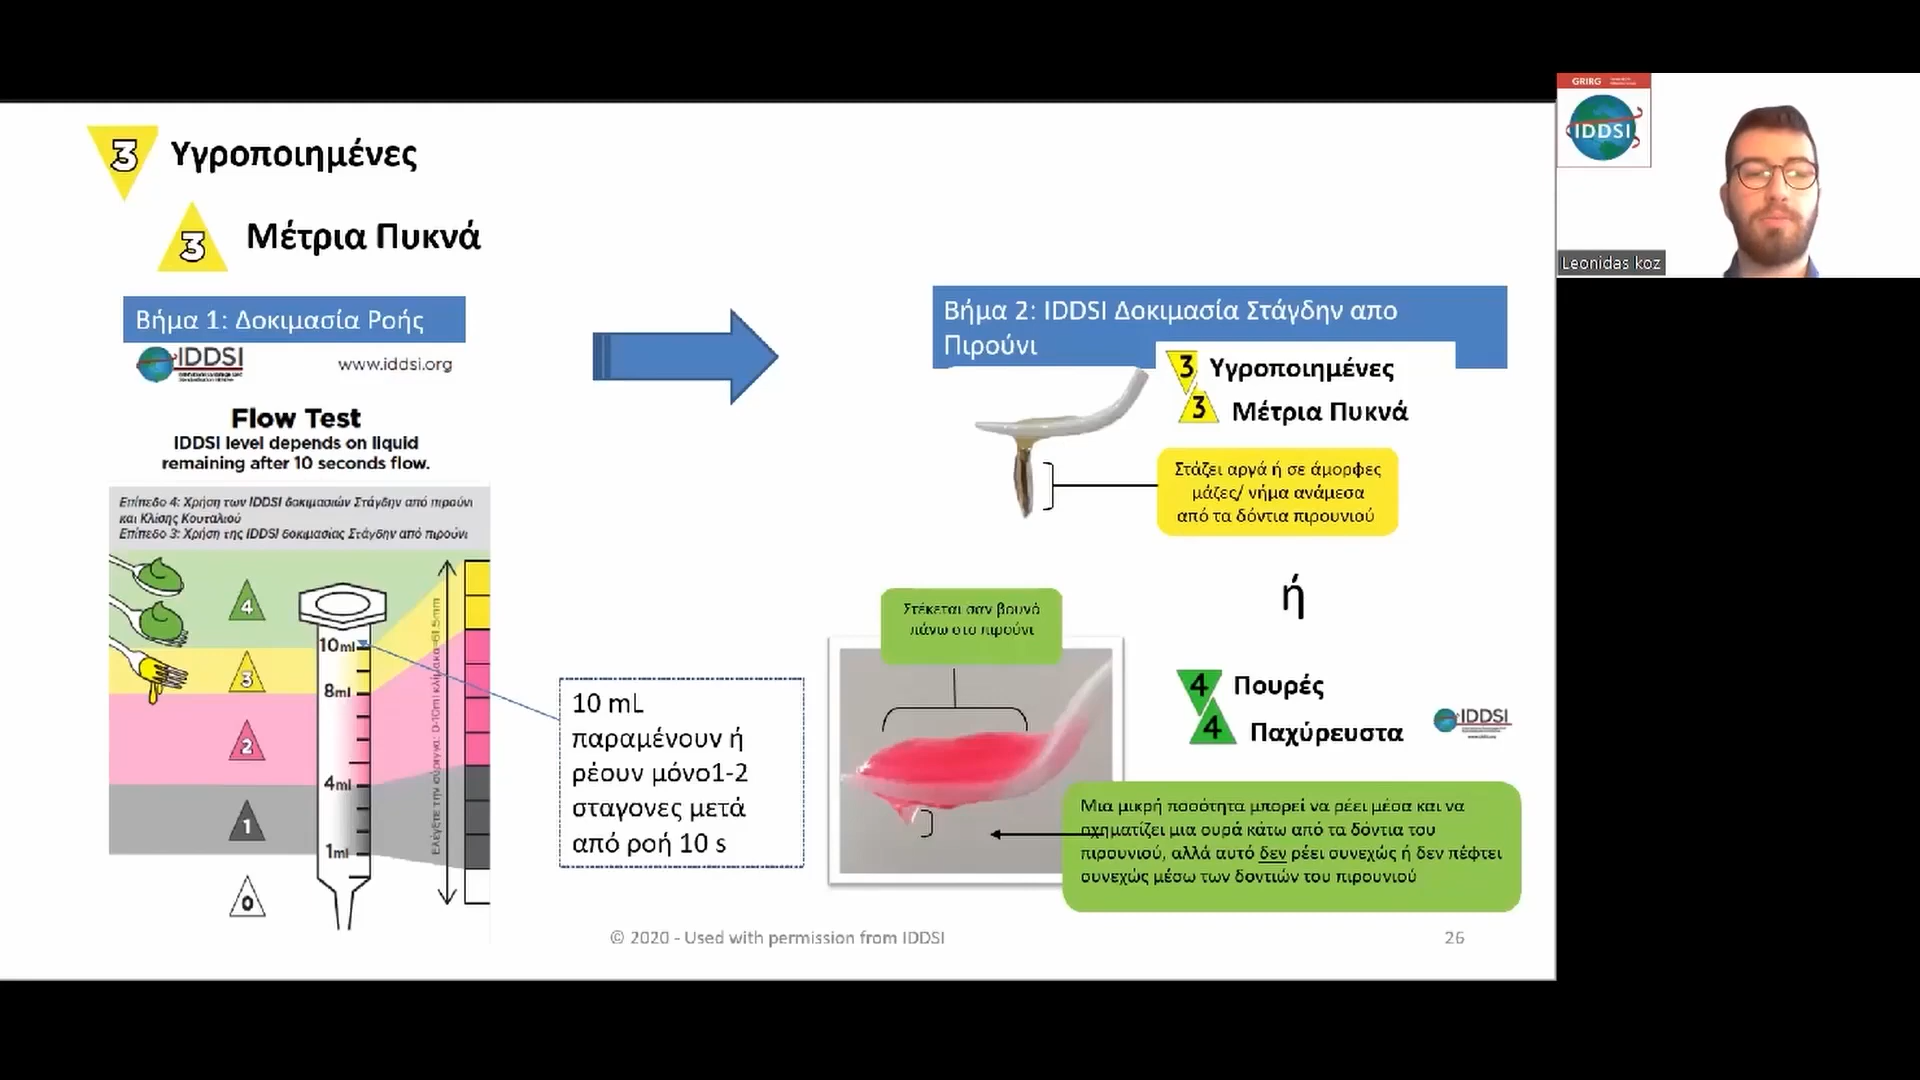 3 Υγροποιημένες
3 Μέτρια Πυκνά
Βήμα 1: Δοκιμασία Ροής
IDDSI
www.iddsi.org
Flow Test
IDDSI level depends on liquid
remaining after 10 seconds flow.
Επίπεδο 4: Χρήση των IDDSI δοκιμασιών Στάγδην από πιρούνι
και Κλίσης Κουταλιού
Επίπεδο 3: Χρήση της IDDSI δοκιμασίας Στάγδην από πιρούνι
4
3
2
1
0
10ml
8ml
4ml
1ml
10 mL
παραμένουν ή
ρέουν μόνο1-2
σταγονες μετά
από ροή 10 s
Βήμα 2: IDDSI Δοκιμασία Στάγδην απο
Πιρούνι
3 Υγροποιημένες
3 Μέτρια Πυκνά
Στάζει αργά ή σε άμορφες
μάζες/ νήμα ανάμεσα
από τα δόντια πιρουνιού
ή
Στέκεται σαν βουνό
πάνω στο πιρούνι
4 Πουρές
4 Παχύρευστα
IDDSI
Μια μικρή ποσότητα μπορεί να ρέει μέσα και να
σχηματίζει μια ουρά κάτω από τα δόντια του
πιρουνιού, αλλά αυτό δεν ρέει συνεχώς ή δεν πέφτει
συνεχώς μέσω των δοντιών του πιρουνιού
© 2020 - Used with permission from IDDSI
26
GRIRG
IDDSI
Leonidas koz